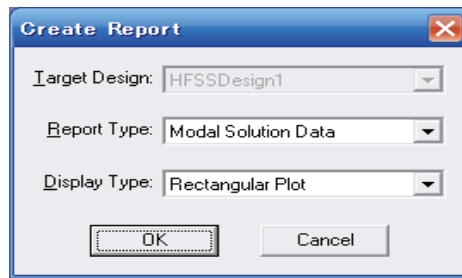 Create Report
Target Design: HFSSDesign1
Report Type: Modal Solution Data
Display Type: Rectangular Plot
OK Cancel